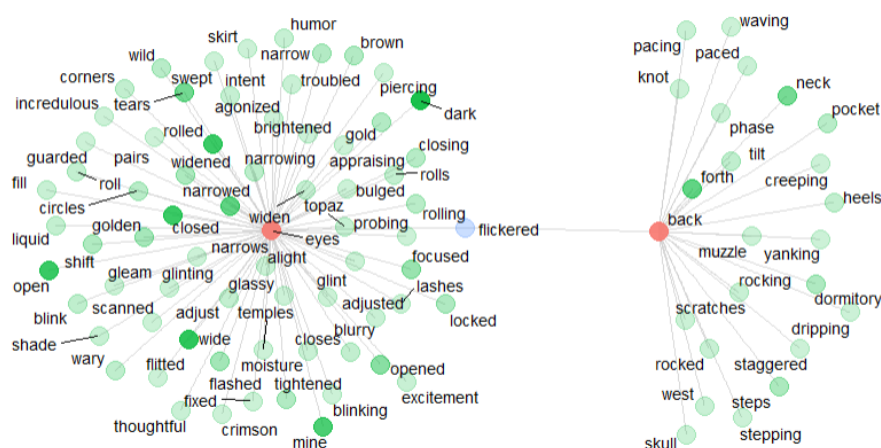 humor
skirt
narrow
brown
wild
swept
intent
troubled
corners
tears
agonized
piercing
incredulous
dark
rolled
brightened
gold
closing
guarded
pairs
widened
narrowing
appraising
rolls
fill
roll
bulged
circles
narrowed
widen
topaz
rolling
golden
closed
eyes
probing
flickered
liquid
shift
narrows
alight
focused
open
gleam
glinting
glassy
glint
adjusted
lashes
blink
scanned
adjust
temples
locked
shade
wide
blurry
wary
flitted
moisture
closes
opened
flashed
tightened
excitement
thoughtful
fixed
blinking
crimson
mine
waving
pacing
paced
knot
neck
pocket
phase
tilt
forth
creeping
heels
back
muzzle
yanking
rocking
dormitory
scratches
dripping
rocked
staggered
west
steps
skull
stepping